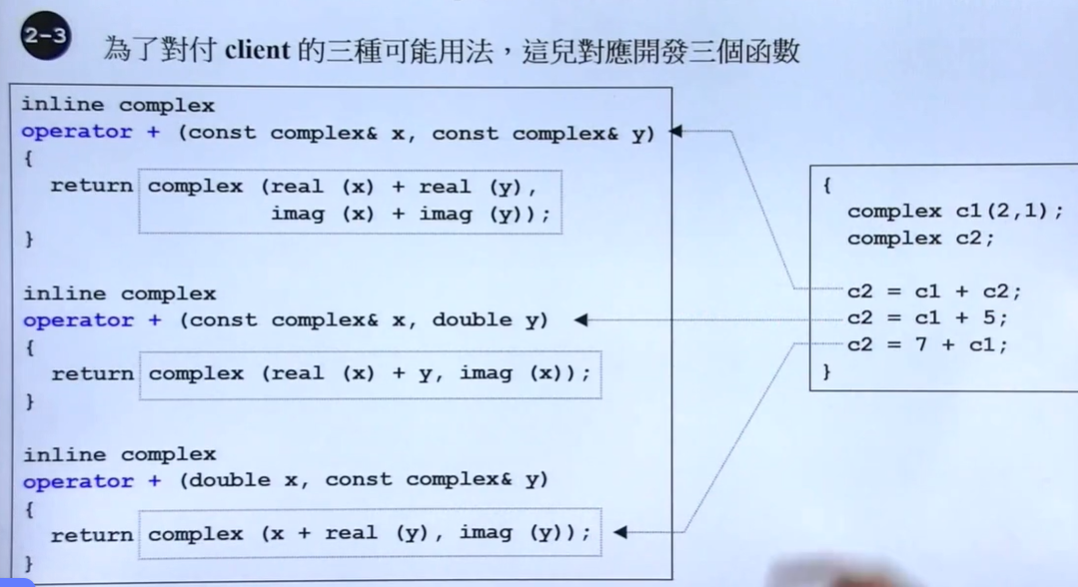 2-3
為了對付 client 的三種可能用法，這兒對應開發三個函數
inline complex
operator + (const complex& x, const complex& y)
{
return complex (real (x) + real (y),
imag (x) + imag (y));
}
inline complex
operator + (const complex& x, double y)
{
return complex (real (x) + y, imag (x));
}
inline complex
operator + (double x, const complex& y)
{
return complex (x + real (y), imag (y));
}
{
complex c1(2,1);
complex c2;
c2 = c1 + c2;
c2 = c1 + 5;
c2 = 7 + c1;
}